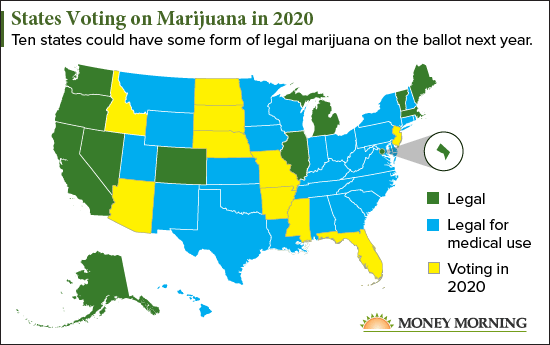 States Voting on Marijuana in 2020
Ten states could have some form of legal marijuana on the ballot next year.
Legal
Legal for
medical use
Voting in
2020
MONEY MORNING